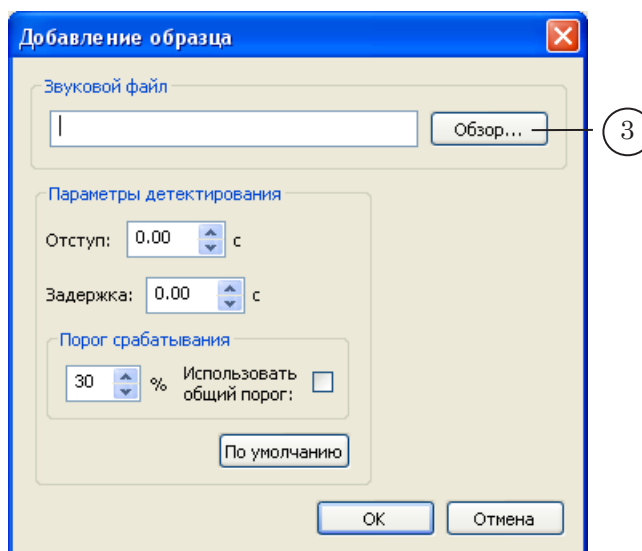 Добавление образца
Звуковой файл
Обзор...
3
Параметры детектирования
Отступ: 0.00 с
Задержка: 0.00 с
Порог срабатывания
30 % Использовать
общий порог:
По умолчанию
OK Отмена